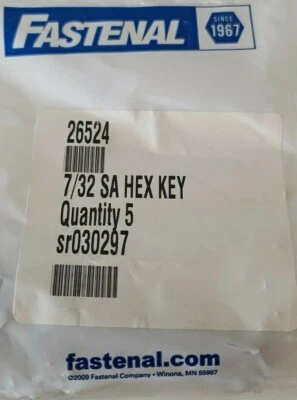 FASTENAL
SINCE
1967
26524
7/32 SA HEX KEY
Quantity 5
sr030297
fastenal.com
©2009 Fastenal Company • Winona, MN 55987